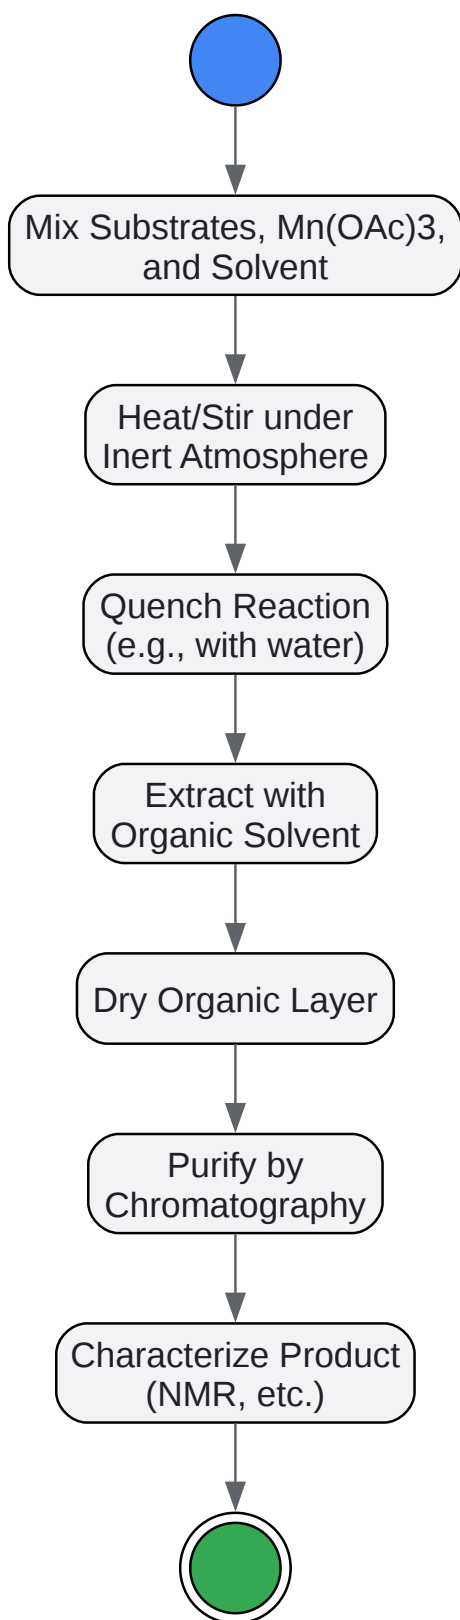 Mix Substrates, Mn(OAc)3,
and Solvent
Heat/Stir under
Inert Atmosphere
Quench Reaction
(e.g., with water)
Extract with
Organic Solvent
Dry Organic Layer
Purify by
Chromatography
Characterize Product
(NMR, etc.)